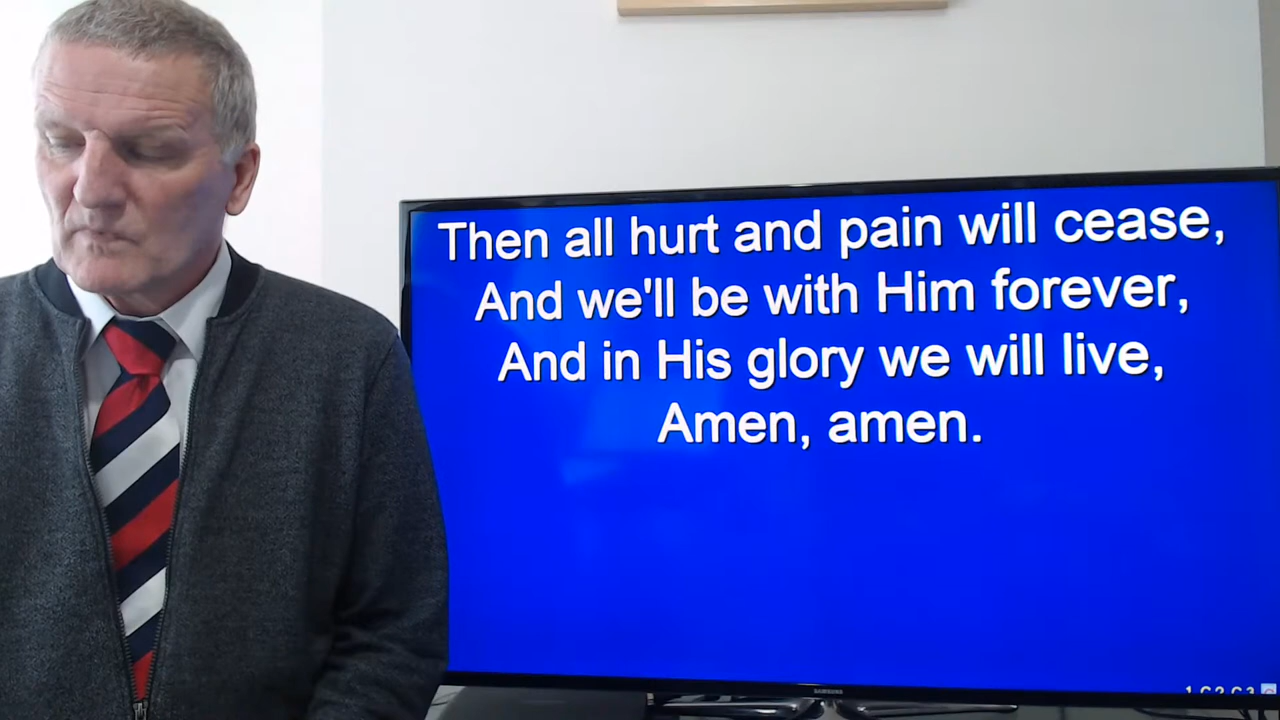 Then all hurt and pain will cease,
And we'll be with Him forever,
And in His glory we will live,
Amen, amen.
SAMSUNG